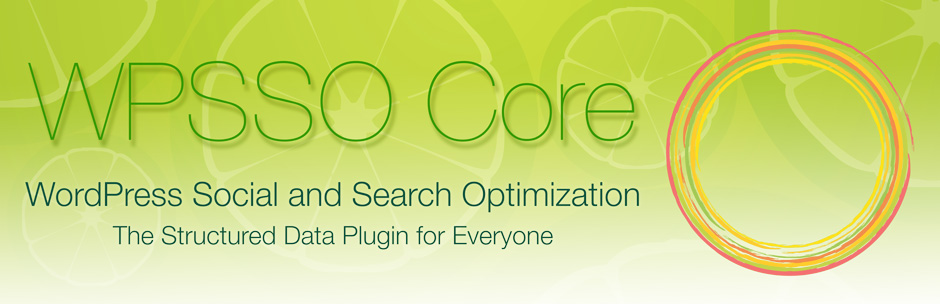 WPSSO Core
WordPress Social and Search Optimization
The Structured Data Plugin for Everyone